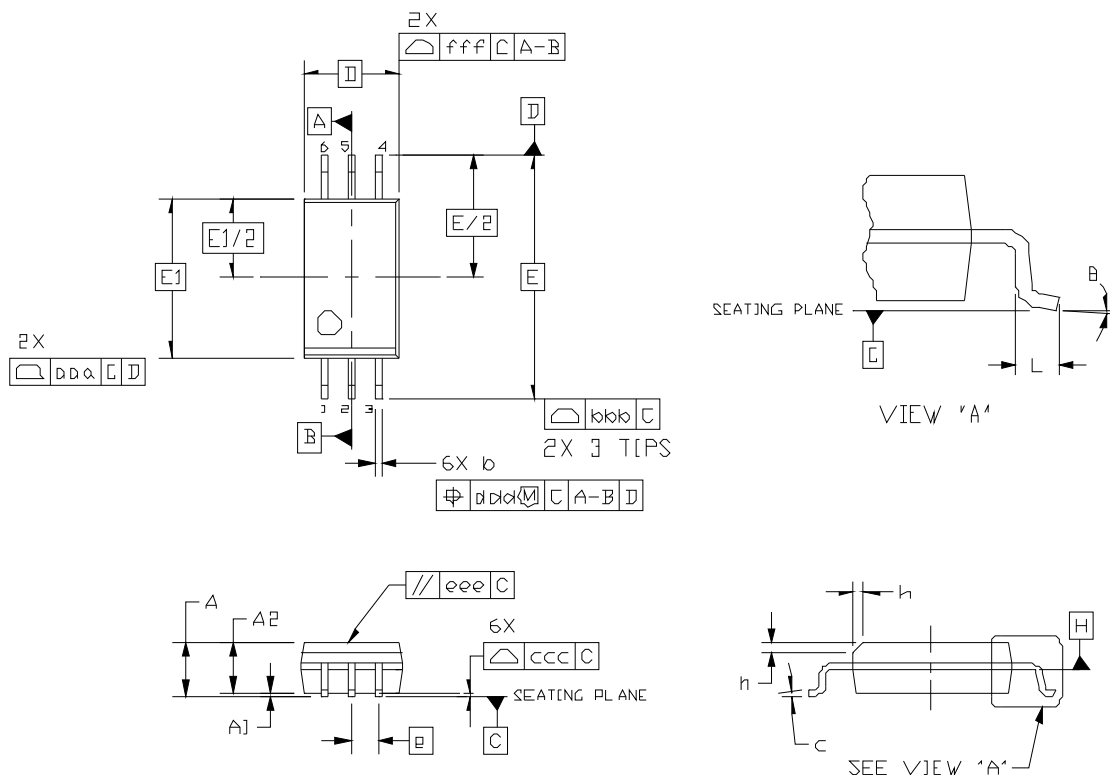 2X
fff C A-B
D
A
D
6 5 4
E1/2
E/2
E1
E
SEATING PLANE
θ
C
L
VIEW "A"
2X
aaa C D
1 2 3
bbb C
2X 3 TIPS
B
6X b
ddd M C A-B D
// eee C
A
A2
6X
ccc C
SEATING PLANE
A1
e
C
h
H
h
c
SEE VIEW "A"